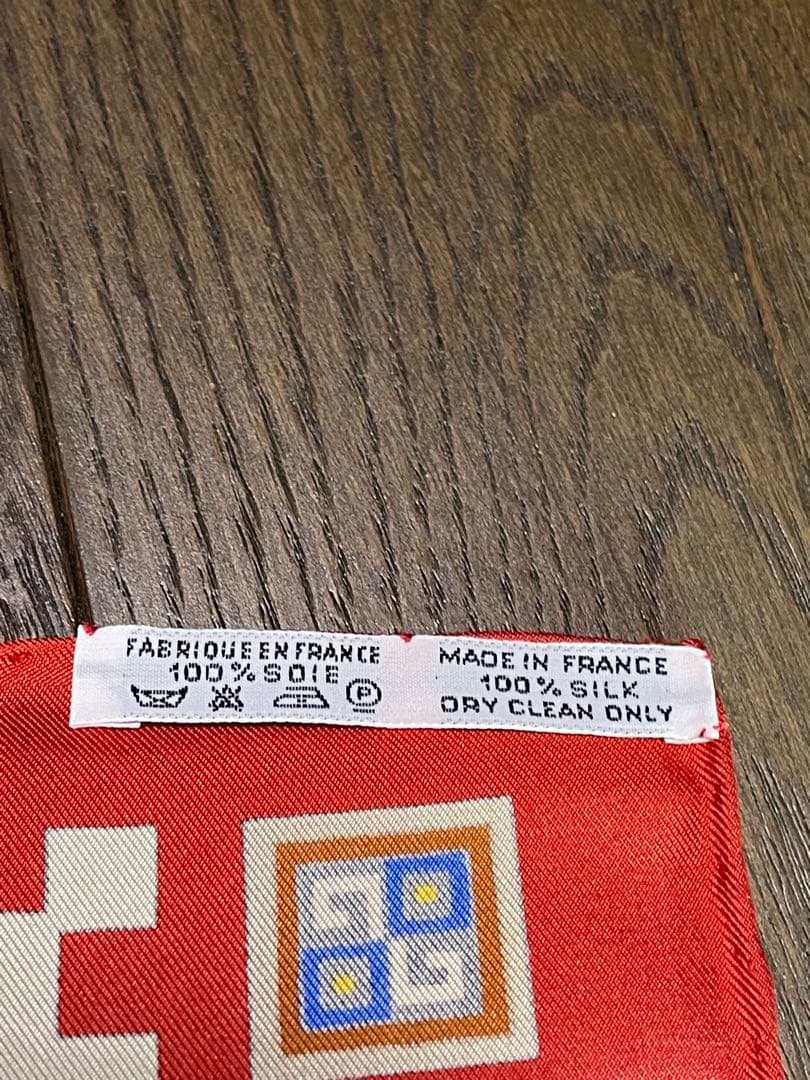 FABRIQUE EN FRANCE
100% SOIE
P
MADE IN FRANCE
100% SILK
DRY CLEAN ONLY